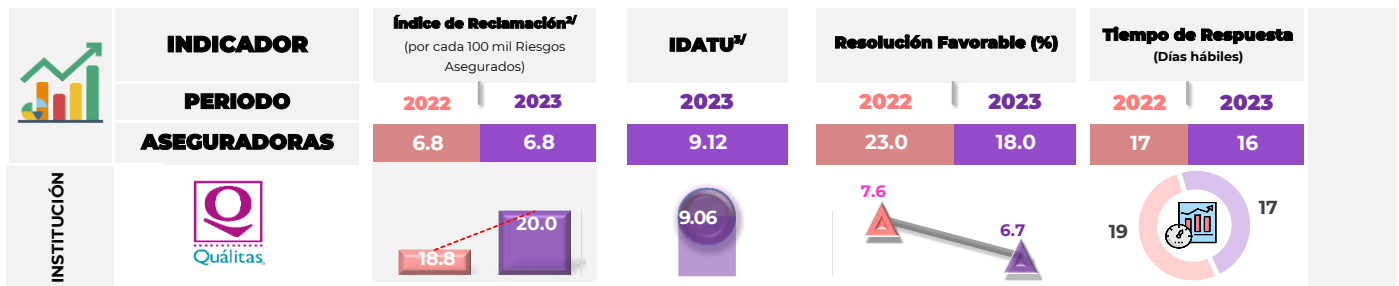 INDICADOR
Índice de Reclamación2/
(por cada 100 mil Riesgos
Asegurados)
IDATU3/
Resolución Favorable (%)
Tiempo de Respuesta
(Días hábiles)
PERIODO
2022 2023
2023
2022 2023
2022 2023
ASEGURADORAS
6.8 6.8
9.12
23.0 18.0
17 16
INSTITUCIÓN
Q
Quálitas
18.8
20.0
9.06
7.6
6.7
19
17